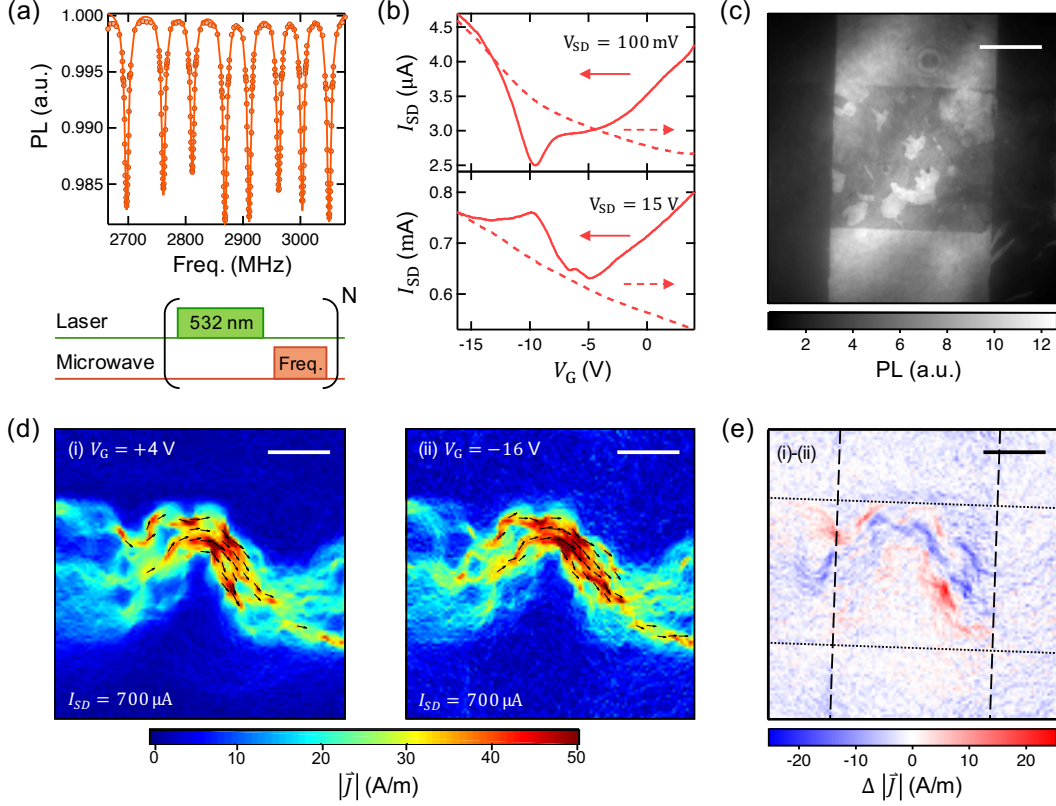 (a)
1.000
0.995
0.990
0.985
PL (a.u.)
2700 2800 2900 3000
Freq. (MHz)
N
Laser
532 nm
Microwave
Freq.
(b)
4.5
4.0
3.5
3.0
2.5
I_SD (μA)
V_SD = 100 mV
0.8
0.7
0.6
I_SD (mA)
V_SD = 15 V
-15 -10 -5 0
V_G (V)
(c)
2 4 6 8 10 12
PL (a.u.)
(d)
(i) V_G = +4 V
I_SD = 700 μA
(ii) V_G = −16 V
I_SD = 700 μA
0 10 20 30 40 50
|J⃗| (A/m)
(e)
(i)-(ii)
-20 -10 0 10 20
Δ |J⃗| (A/m)